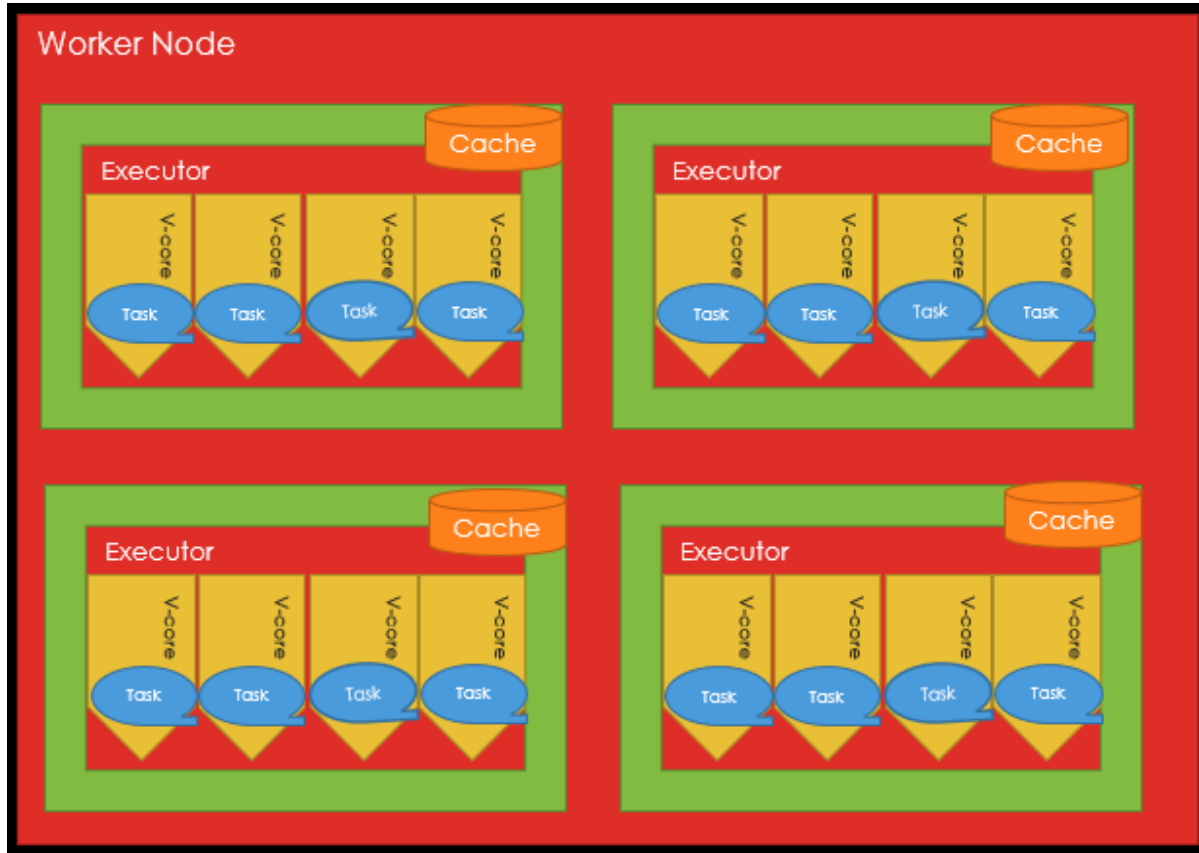 Worker Node
Cache
Executor
V-core
V-core
V-core
V-core
Task
Task
Task
Task
Cache
Executor
V-core
V-core
V-core
V-core
Task
Task
Task
Task
Cache
Executor
V-core
V-core
V-core
V-core
Task
Task
Task
Task
Cache
Executor
V-core
V-core
V-core
V-core
Task
Task
Task
Task